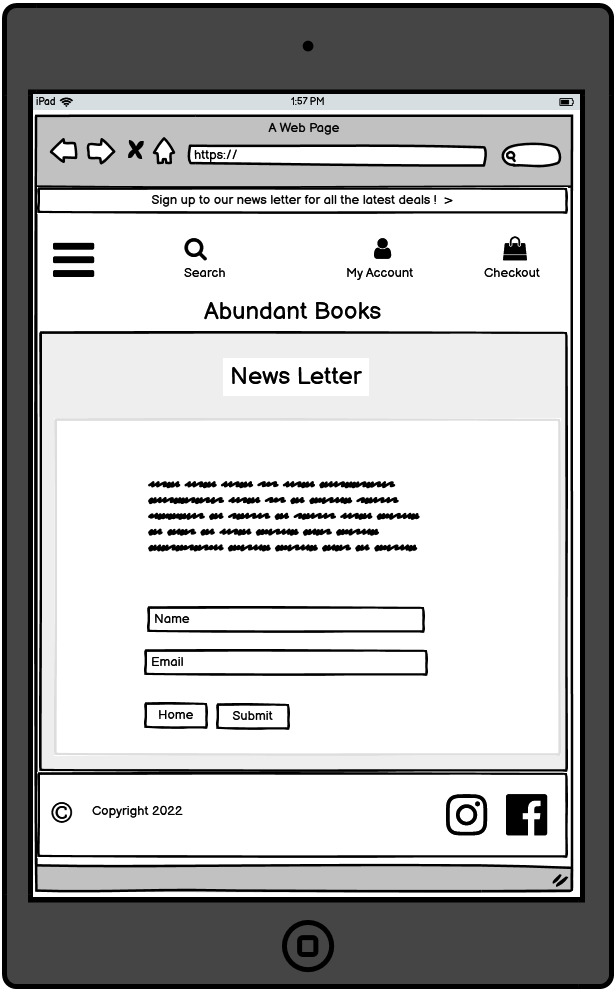 iPad 1:57 PM
A Web Page
https://
Sign up to our news letter for all the latest deals ! >
Search My Account Checkout
Abundant Books
News Letter
Name
Email
Home Submit
© Copyright 2022